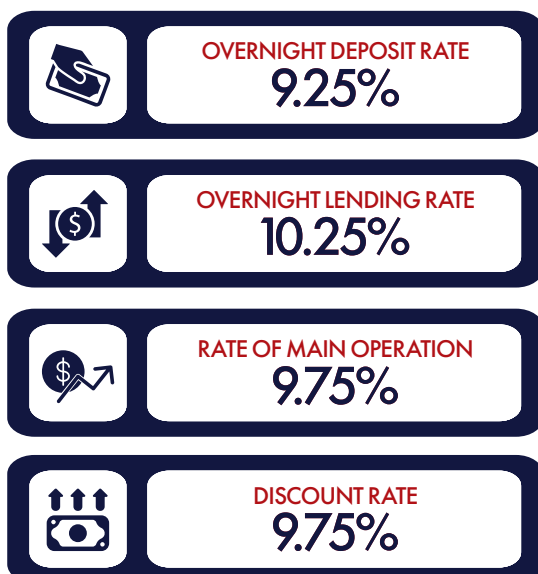 OVERNIGHT DEPOSIT RATE
9.25%
$
OVERNIGHT LENDING RATE
10.25%
$
RATE OF MAIN OPERATION
9.75%
DISCOUNT RATE
9.75%